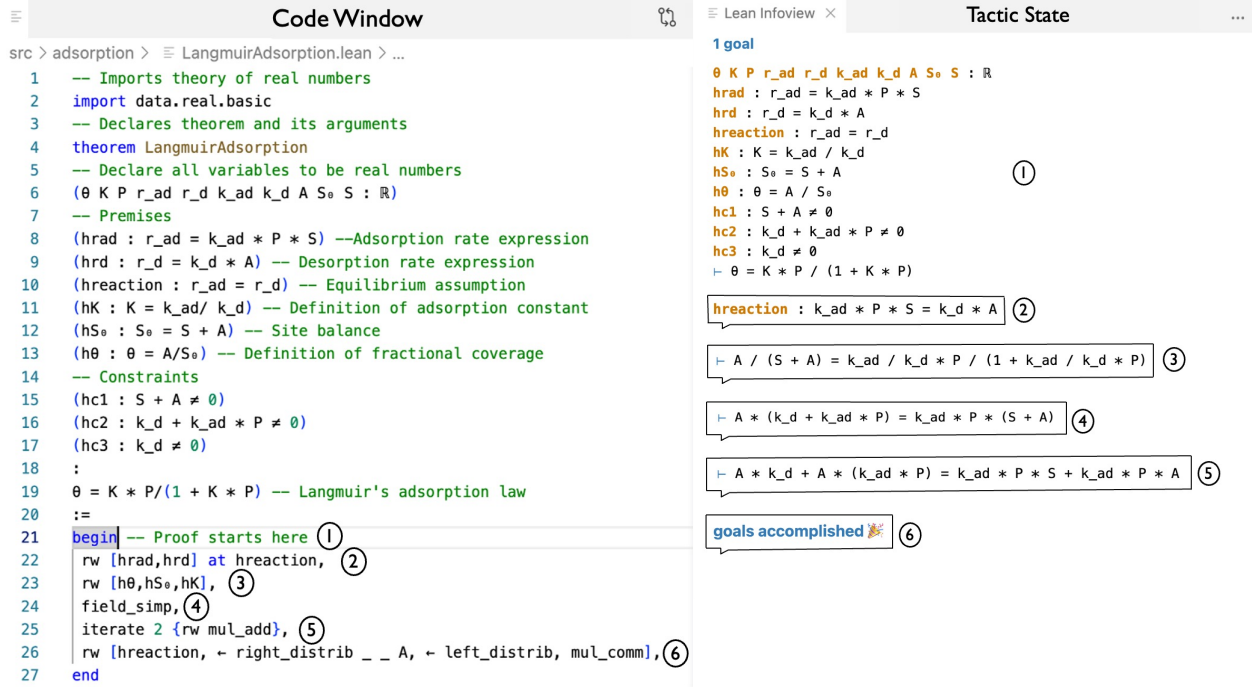 Code Window
src > adsorption > LangmuirAdsorption.lean > ...
1 -- Imports theory of real numbers
2 import data.real.basic
3 -- Declares theorem and its arguments
4 theorem LangmuirAdsorption
5 -- Declare all variables to be real numbers
6 (θ K P r_ad r_d k_ad k_d A S₀ S : ℝ)
7 -- Premises
8 (hrad : r_ad = k_ad * P * S) --Adsorption rate expression
9 (hrd : r_d = k_d * A) -- Desorption rate expression
10 (hreaction : r_ad = r_d) -- Equilibrium assumption
11 (hK : K = k_ad/ k_d) -- Definition of adsorption constant
12 (hS₀ : S₀ = S + A) -- Site balance
13 (hθ : θ = A/S₀) -- Definition of fractional coverage
14 -- Constraints
15 (hc1 : S + A ≠ 0)
16 (hc2 : k_d + k_ad * P ≠ 0)
17 (hc3 : k_d ≠ 0)
18 :
19 θ = K * P/(1 + K * P) -- Langmuir's adsorption law
20 :=
21 begin -- Proof starts here 1
22 rw [hrad,hrd] at hreaction, 2
23 rw [hθ,hS₀,hK], 3
24 field_simp, 4
25 iterate 2 {rw mul_add}, 5
26 rw [hreaction, ← right_distrib _ _ A, ← left_distrib, mul_comm], 6
27 end
Lean Infoview ×
Tactic State
...
1 goal
θ K P r_ad r_d k_ad k_d A S₀ S : ℝ
hrad : r_ad = k_ad * P * S
hrd : r_d = k_d * A
hreaction : r_ad = r_d
hK : K = k_ad / k_d
hS₀ : S₀ = S + A
1
hθ : θ = A / S₀
hc1 : S + A ≠ 0
hc2 : k_d + k_ad * P ≠ 0
hc3 : k_d ≠ 0
⊢ θ = K * P / (1 + K * P)
hreaction : k_ad * P * S = k_d * A 2
⊢ A / (S + A) = k_ad / k_d * P / (1 + k_ad / k_d * P) 3
⊢ A * (k_d + k_ad * P) = k_ad * P * (S + A) 4
⊢ A * k_d + A * (k_ad * P) = k_ad * P * S + k_ad * P * A 5
goals accomplished 🎉 6